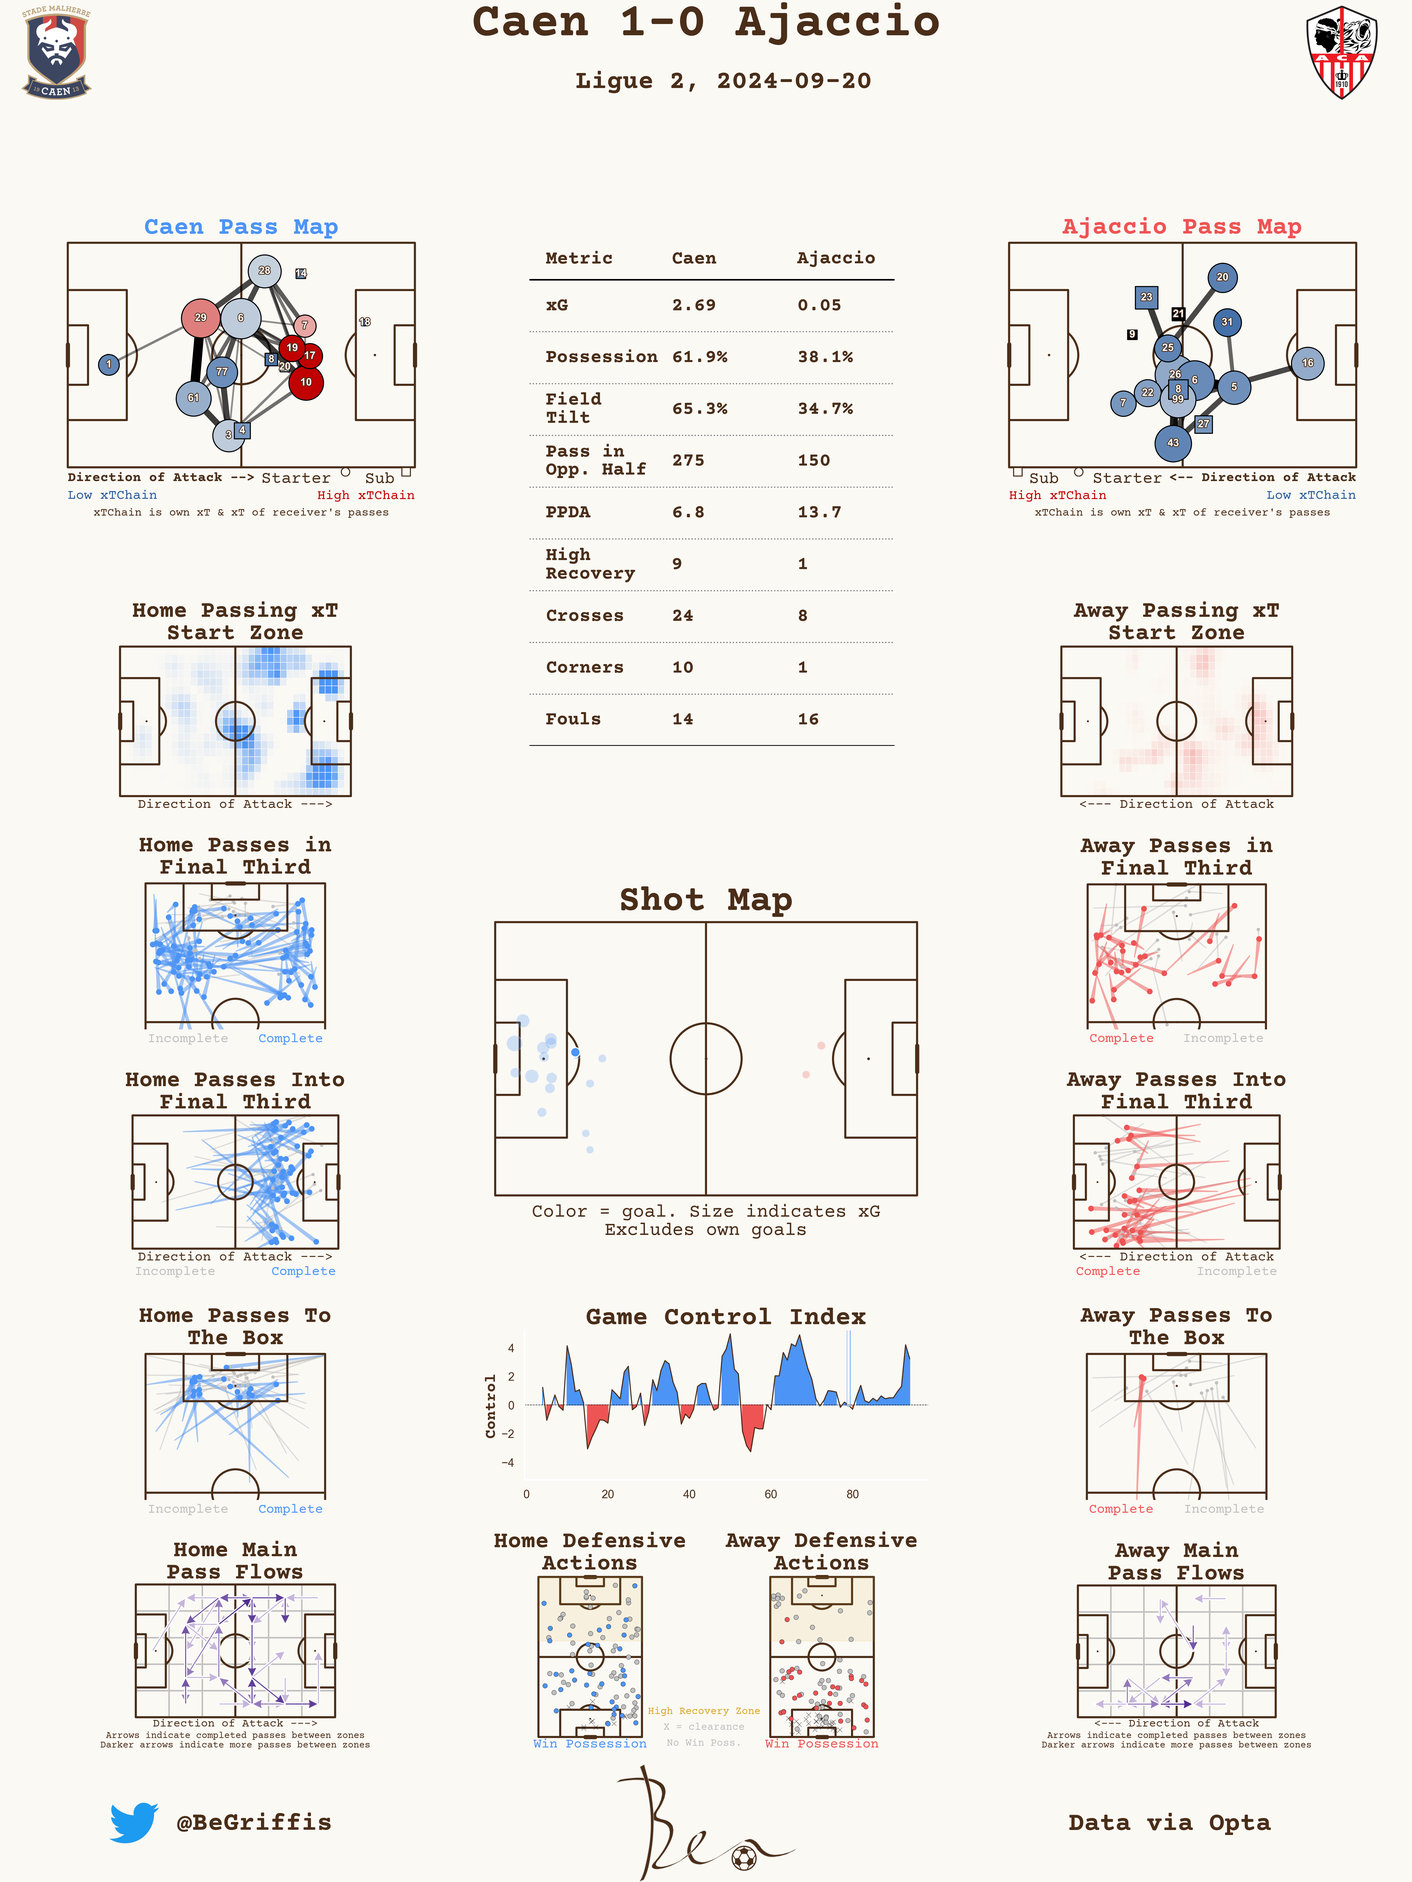 STADE MALHERBE
19 CAEN 13
Caen 1-0 Ajaccio
Ligue 2, 2024-09-20
ACA
1910
Caen Pass Map
28
14
29
6
7
18
19
17
8
20
1
77
10
61
3
4
Direction of Attack --> Starter Sub
Low xTChain High xTChain
xTChain is own xT & xT of receiver's passes
Metric Caen Ajaccio
xG 2.69 0.05
Possession 61.9% 38.1%
Field
Tilt 65.3% 34.7%
Pass in
Opp. Half 275 150
PPDA 6.8 13.7
High
Recovery 9 1
Crosses 24 8
Corners 10 1
Fouls 14 16
Ajaccio Pass Map
20
23
21
31
9
25
16
26
6
5
8
22
99
7
27
43
Sub Starter <-- Direction of Attack
High xTChain Low xTChain
xTChain is own xT & xT of receiver's passes
Home Passing xT
Start Zone
Direction of Attack --->
Away Passing xT
Start Zone
<--- Direction of Attack
Home Passes in
Final Third
Incomplete Complete
Away Passes in
Final Third
Complete Incomplete
Shot Map
Color = goal. Size indicates xG
Excludes own goals
Home Passes Into
Final Third
Direction of Attack --->
Incomplete Complete
Away Passes Into
Final Third
<--- Direction of Attack
Complete Incomplete
Home Passes To
The Box
Incomplete Complete
Game Control Index
Control
4
2
0
−2
−4
0 20 40 60 80
Away Passes To
The Box
Complete Incomplete
Home Main
Pass Flows
Direction of Attack --->
Arrows indicate completed passes between zones
Darker arrows indicate more passes between zones
Home Defensive
Actions
Win Possession
High Recovery Zone
X = clearance
No Win Poss.
Away Defensive
Actions
Win Possession
Away Main
Pass Flows
<--- Direction of Attack
Arrows indicate completed passes between zones
Darker arrows indicate more passes between zones
@BeGriffis
Ben
Data via Opta